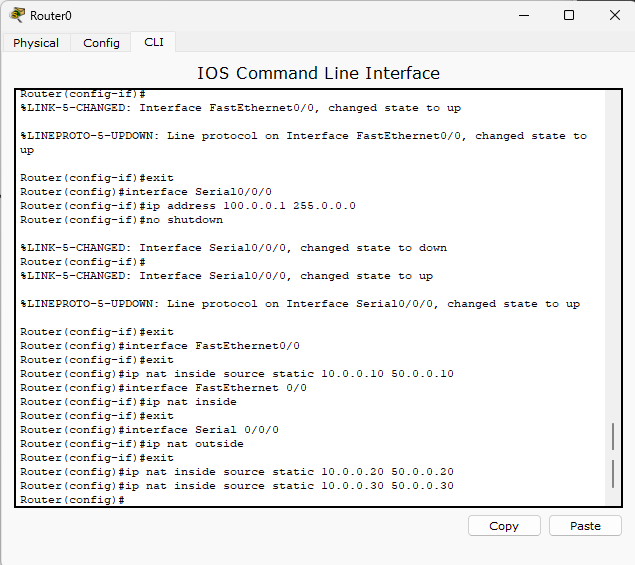 Router0
Physical Config CLI
IOS Command Line Interface
Router(config-if)#
%LINK-5-CHANGED: Interface FastEthernet0/0, changed state to up
%LINEPROTO-5-UPDOWN: Line protocol on Interface FastEthernet0/0, changed state to
up
Router(config-if)#exit
Router(config)#interface Serial0/0/0
Router(config-if)#ip address 100.0.0.1 255.0.0.0
Router(config-if)#no shutdown
%LINK-5-CHANGED: Interface Serial0/0/0, changed state to down
Router(config-if)#
%LINK-5-CHANGED: Interface Serial0/0/0, changed state to up
%LINEPROTO-5-UPDOWN: Line protocol on Interface Serial0/0/0, changed state to up
Router(config-if)#exit
Router(config)#interface FastEthernet0/0
Router(config-if)#exit
Router(config)#ip nat inside source static 10.0.0.10 50.0.0.10
Router(config)#interface FastEthernet 0/0
Router(config-if)#ip nat inside
Router(config-if)#exit
Router(config)#interface Serial 0/0/0
Router(config-if)#ip nat outside
Router(config-if)#exit
Router(config)#ip nat inside source static 10.0.0.20 50.0.0.20
Router(config)#ip nat inside source static 10.0.0.30 50.0.0.30
Router(config)#
Copy Paste